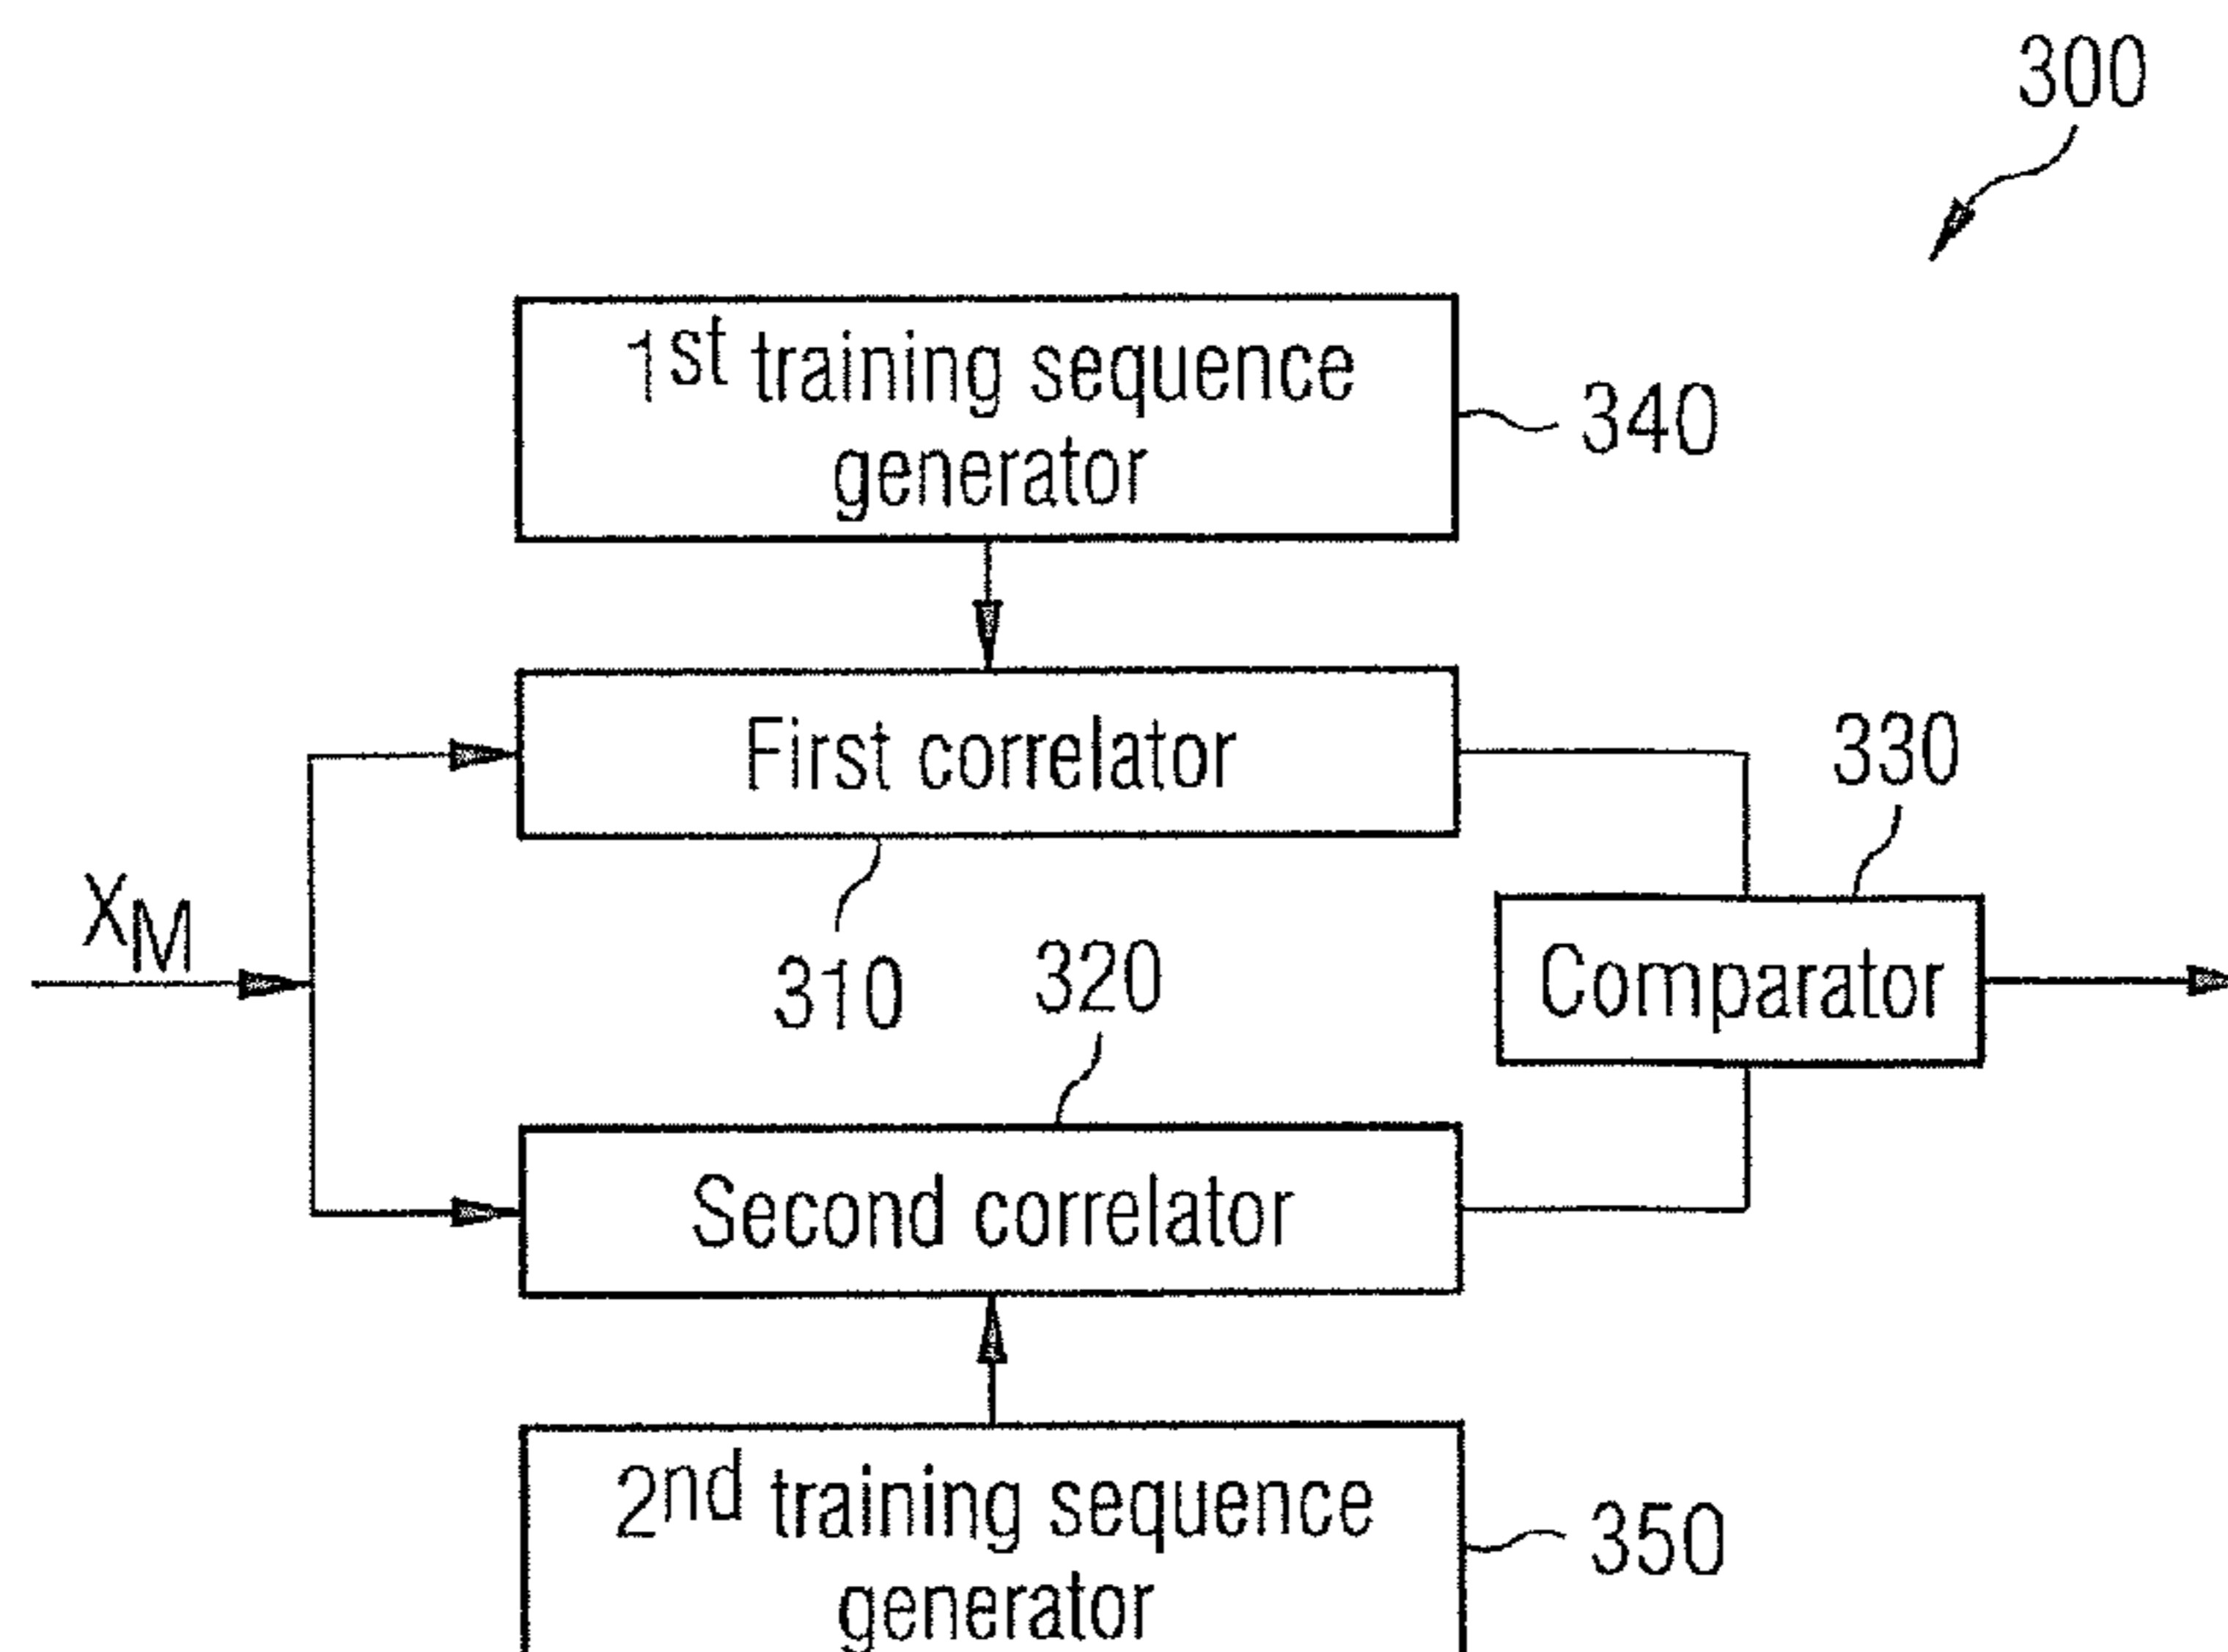 300
1st training sequence
generator
340
First correlator
330
XM
310
320
Comparator
Second correlator
2nd training sequence
generator
350